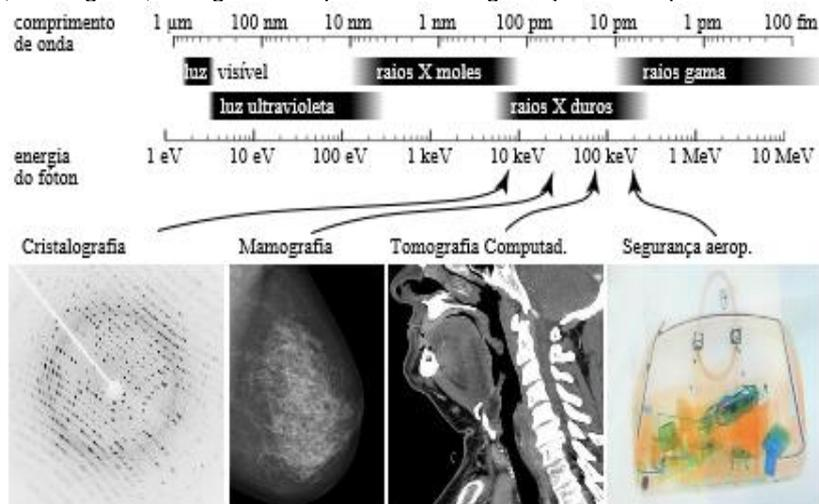 comprimento
de onda
1 µm 100 nm 10 nm 1 nm 100 pm 10 pm 1 pm 100 fm
luz visível raios X moles raios gama
luz ultravioleta raios X duros
energia
do fóton
1 eV 10 eV 100 eV 1 keV 10 keV 100 keV 1 MeV 10 MeV
Cristalografia Mamografia Tomografia Computad. Segurança aerop.